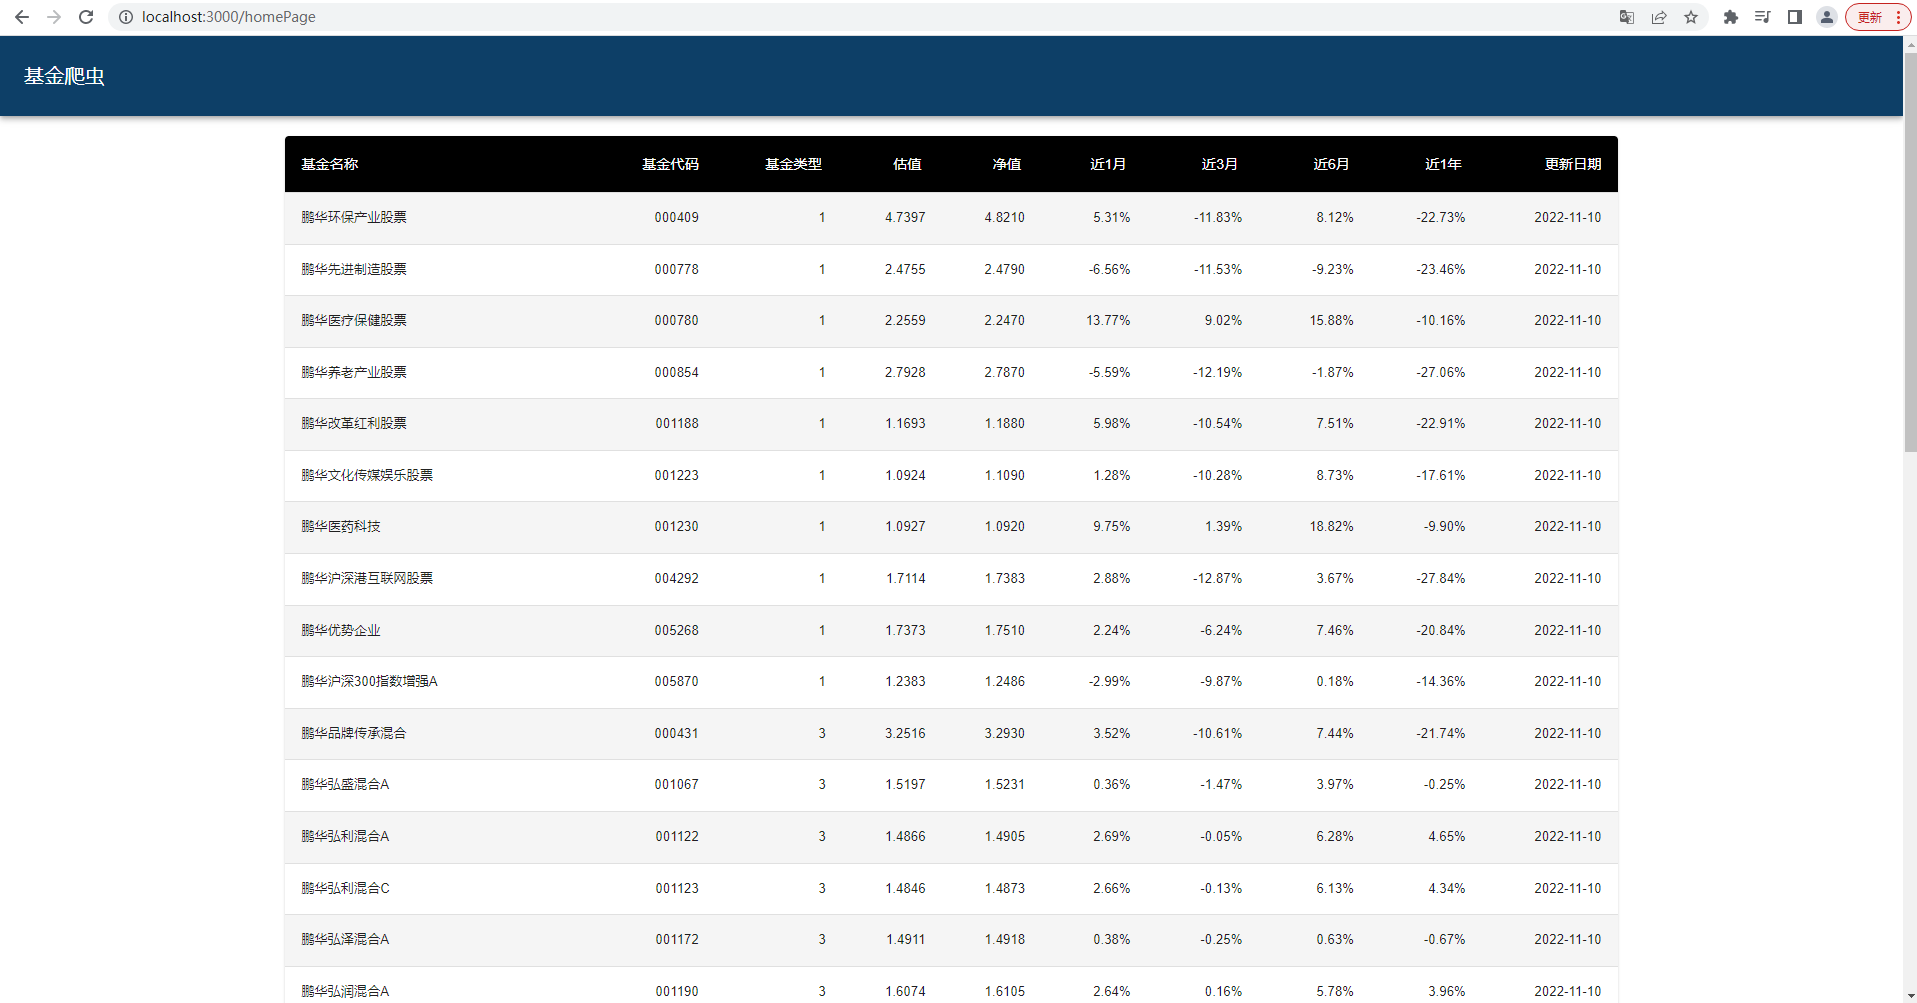 localhost:3000/homePage
更新
基金爬虫
基金名称 基金代码 基金类型 估值 净值 近1月 近3月 近6月 近1年 更新日期
鹏华环保产业股票 000409 1 4.7397 4.8210 5.31% -11.83% 8.12% -22.73% 2022-11-10
鹏华先进制造股票 000778 1 2.4755 2.4790 -6.56% -11.53% -9.23% -23.46% 2022-11-10
鹏华医疗保健股票 000780 1 2.2559 2.2470 13.77% 9.02% 15.88% -10.16% 2022-11-10
鹏华养老产业股票 000854 1 2.7928 2.7870 -5.59% -12.19% -1.87% -27.06% 2022-11-10
鹏华改革红利股票 001188 1 1.1693 1.1880 5.98% -10.54% 7.51% -22.91% 2022-11-10
鹏华文化传媒娱乐股票 001223 1 1.0924 1.1090 1.28% -10.28% 8.73% -17.61% 2022-11-10
鹏华医药科技 001230 1 1.0927 1.0920 9.75% 1.39% 18.82% -9.90% 2022-11-10
鹏华沪深港互联网股票 004292 1 1.7114 1.7383 2.88% -12.87% 3.67% -27.84% 2022-11-10
鹏华优势企业 005268 1 1.7373 1.7510 2.24% -6.24% 7.46% -20.84% 2022-11-10
鹏华沪深300指数增强A 005870 1 1.2383 1.2486 -2.99% -9.87% 0.18% -14.36% 2022-11-10
鹏华品牌传承混合 000431 3 3.2516 3.2930 3.52% -10.61% 7.44% -21.74% 2022-11-10
鹏华弘盛混合A 001067 3 1.5197 1.5231 0.36% -1.47% 3.97% -0.25% 2022-11-10
鹏华弘利混合A 001122 3 1.4866 1.4905 2.69% -0.05% 6.28% 4.65% 2022-11-10
鹏华弘利混合C 001123 3 1.4846 1.4873 2.66% -0.13% 6.13% 4.34% 2022-11-10
鹏华弘泽混合A 001172 3 1.4911 1.4918 0.38% -0.25% 0.63% -0.67% 2022-11-10
鹏华弘润混合A 001190 3 1.6074 1.6105 2.64% 0.16% 5.78% 3.96% 2022-11-10